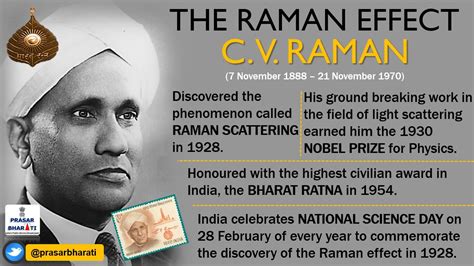 THE RAMAN EFFECT
C.V. RAMAN
(7 November 1888 – 21 November 1970)
Discovered the
phenomenon called
RAMAN SCATTERING
in 1928.
His ground breaking work in
the field of light scattering
earned him the 1930
NOBEL PRIZE for Physics.
Honoured with the highest civilian award in
India, the BHARAT RATNA in 1954.
India celebrates NATIONAL SCIENCE DAY on
28 February of every year to commemorate
the discovery of the Raman effect in 1928.
PRASAR
BHARATI
@prasarbharati